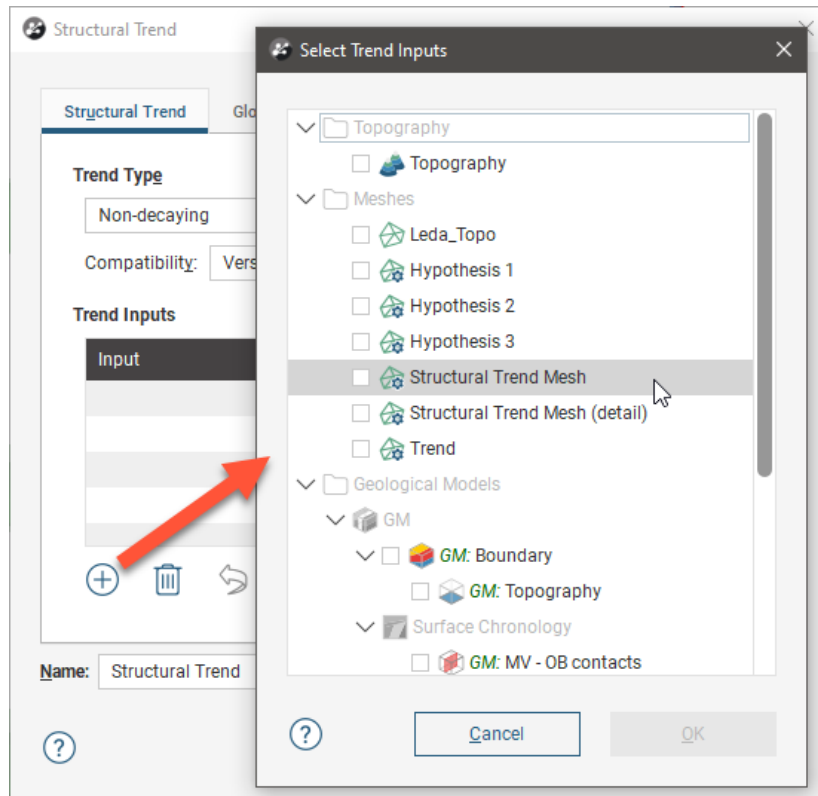 Structural Trend
Select Trend Inputs
Structural Trend
Glo
Trend Type
Non-decaying
Compatibility:
Vers
Trend Inputs
Input
Name:
Structural Trend
?
Topography
Topography
Meshes
Leda_Topo
Hypothesis 1
Hypothesis 2
Hypothesis 3
Structural Trend Mesh
Structural Trend Mesh (detail)
Trend
Geological Models
GM
GM: Boundary
GM: Topography
Surface Chronology
GM: MV - OB contacts
?
Cancel
OK